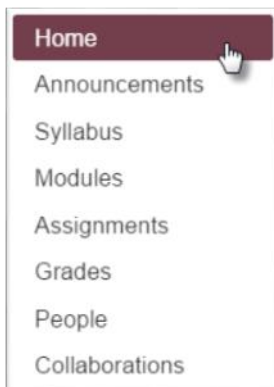 Home
Announcements
Syllabus
Modules
Assignments
Grades
People
Collaborations